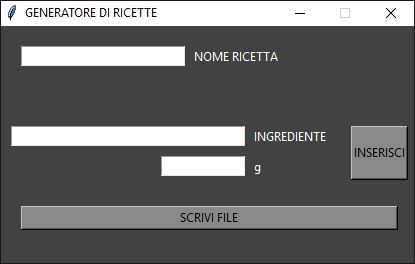 GENERATORE DI RICETTE
NOME RICETTA
INGREDIENTE
INSERISCI
g
SCRIVI FILE